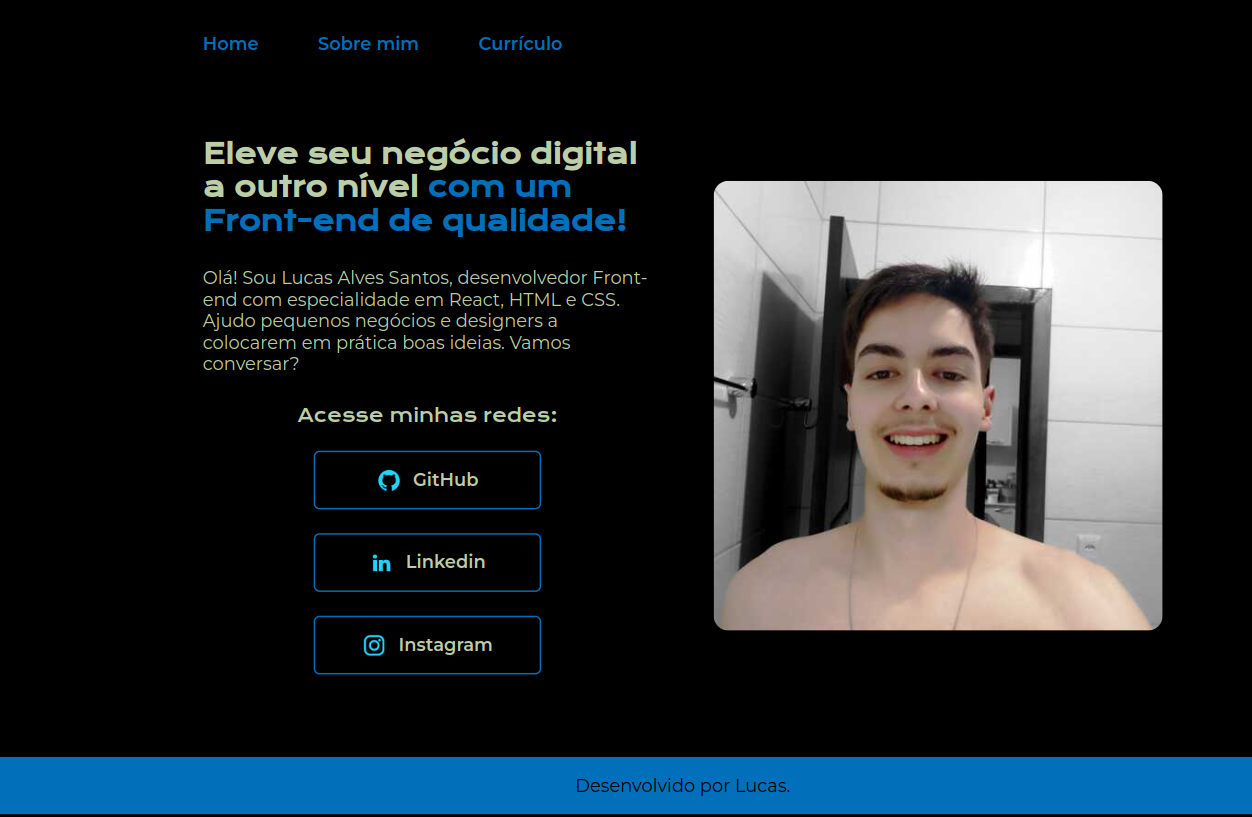 Home Sobre mim Currículo
Eleve seu negócio digital
a outro nível com um
Front-end de qualidade!
Olá! Sou Lucas Alves Santos, desenvolvedor Front-
end com especialidade em React, HTML e CSS.
Ajudo pequenos negócios e designers a
colocarem em prática boas ideias. Vamos
conversar?
Acesse minhas redes:
GitHub
Linkedin
Instagram
Desenvolvido por Lucas.